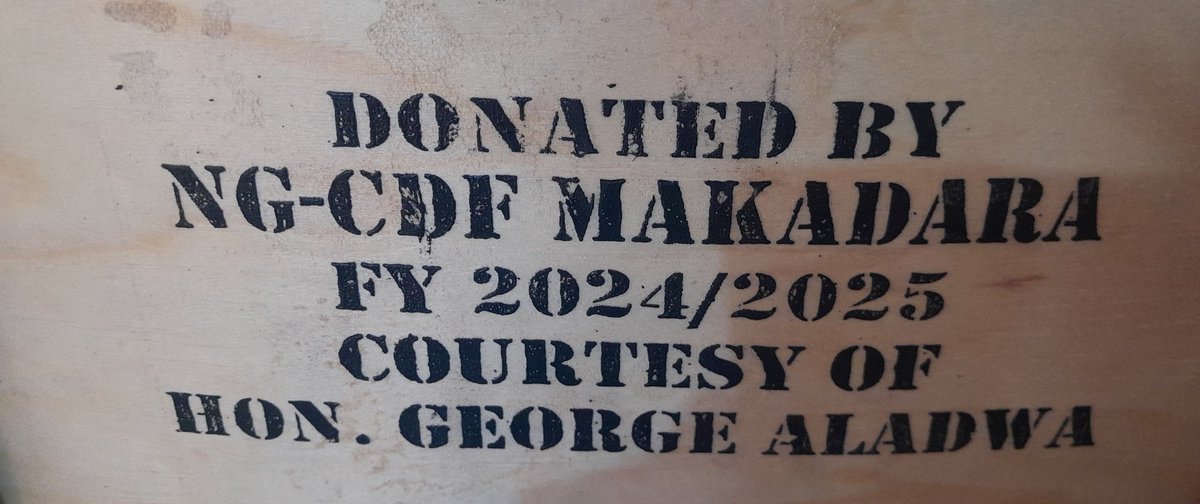 DONATED BY
NG-CDF MAKADARA
FY 2024/2025
COURTESY OF
HON. GEORGE ALADWA